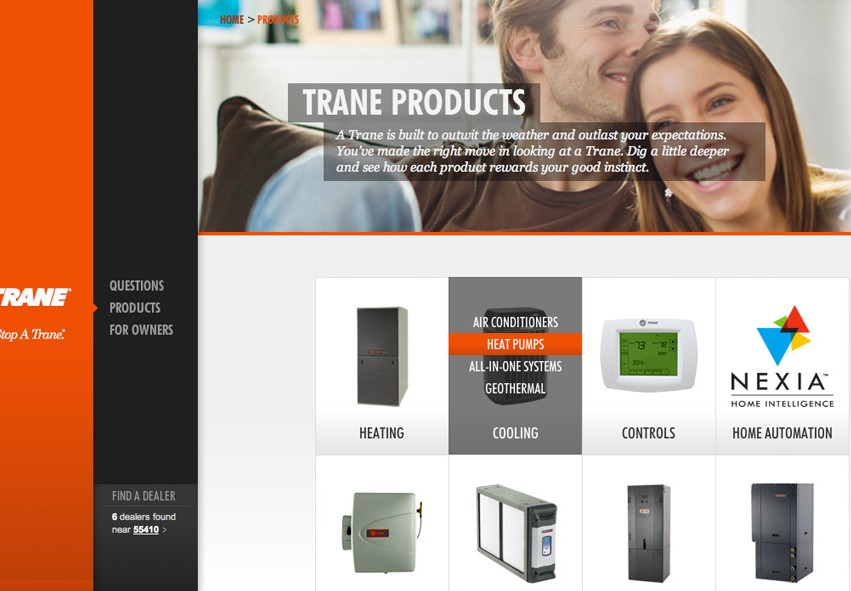 HOME > PRODUCTS
TRANE PRODUCTS
A Trane is built to outwit the weather and outlast your expectations.
You've made the right move in looking at a Trane. Dig a little deeper
and see how each product rewards your good instinct.
TRANE®
Stop A Trane.®
QUESTIONS
PRODUCTS
FOR OWNERS
FIND A DEALER
6 dealers found
near 55410 >
AIR CONDITIONERS
HEAT PUMPS
ALL-IN-ONE SYSTEMS
GEOTHERMAL
NEXIA™
HOME INTELLIGENCE
HEATING
COOLING
CONTROLS
HOME AUTOMATION